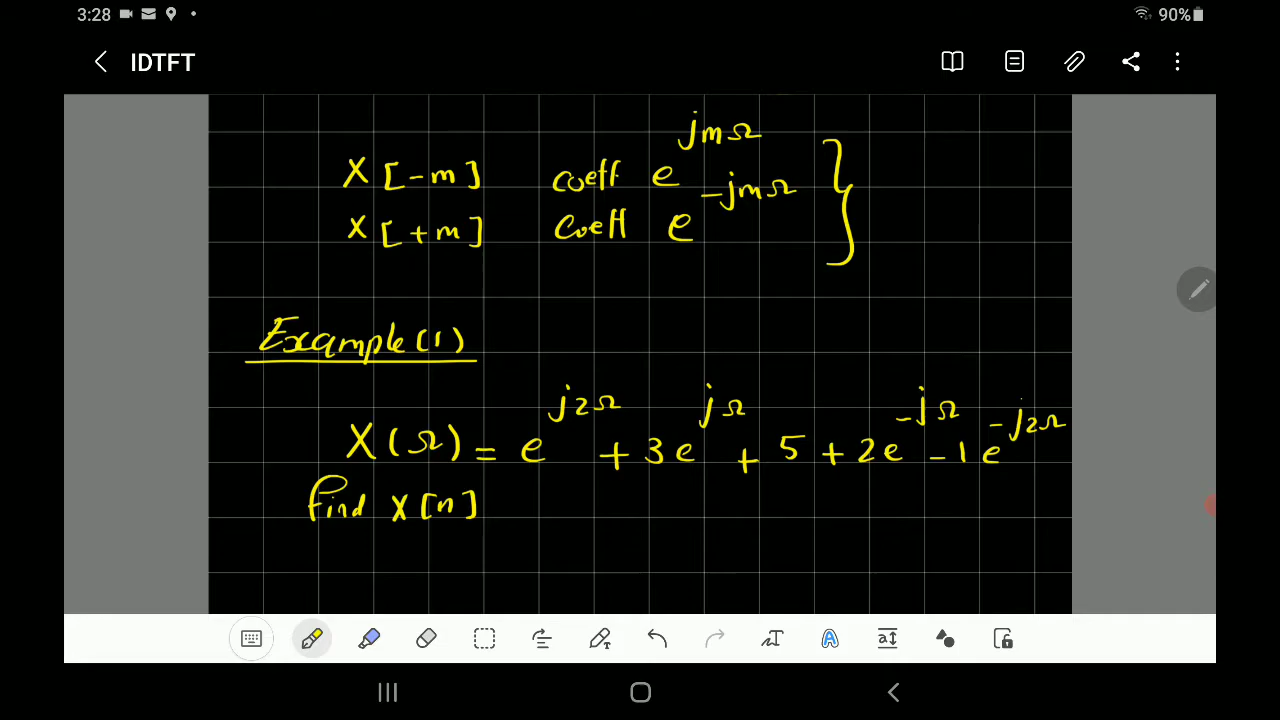 3:28 90%
IDTFT
x[-m] coeff e^{jmΩ}
x[+m] coeff e^{-jmΩ}
Example(1)
X(Ω) = e^{j2Ω} + 3e^{jΩ} + 5 + 2e^{-jΩ} - 1e^{-j2Ω}
find x[n]